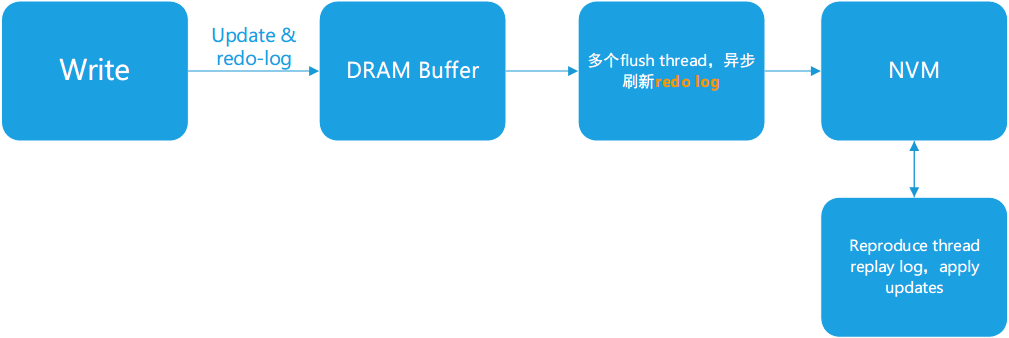 Write
Update &
redo-log
DRAM Buffer
多个flush thread，异步
刷新redo log
NVM
Reproduce thread
replay log，apply
updates